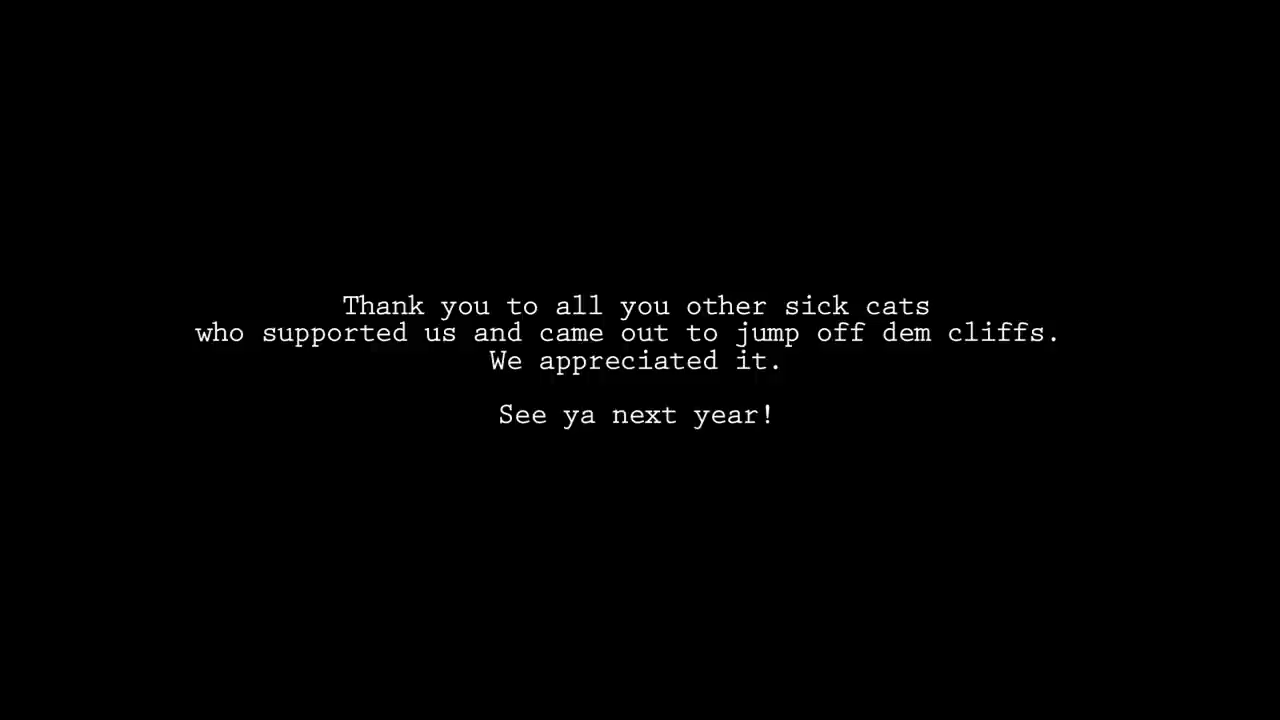 Thank you to all you other sick cats
who supported us and came out to jump off dem cliffs.
We appreciated it.
See ya next year!